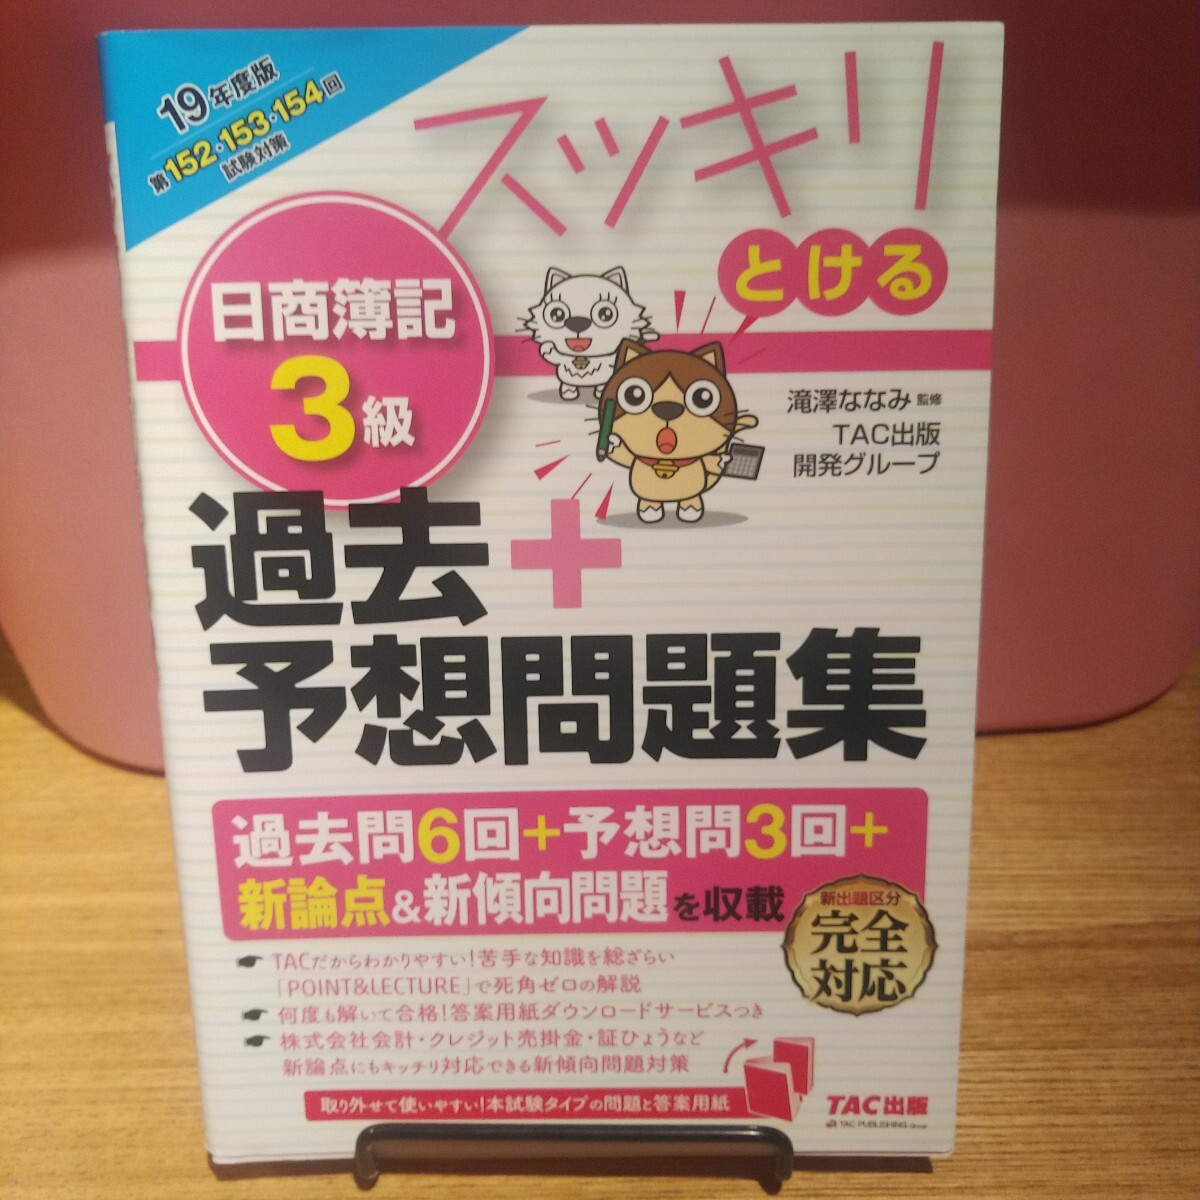 19年度版
第152・153・154回
試験対策
スッキリ
とける
日商簿記
3級
滝澤ななみ 監修
TAC出版
開発グループ
過去+
予想問題集
過去問6回+予想問3回+
新論点&新傾向問題を収載
新出題区分
完全
対応
TACだからわかりやすい!苦手な知識を総ざらい
「POINT&LECTURE」で死角ゼロの解説
何度も解いて合格!答案用紙ダウンロードサービスつき
株式会社会計・クレジット売掛金・証ひょうなど
新論点にもキッチリ対応できる新傾向問題対策
取り外せて使いやすい!本試験タイプの問題と答案用紙
TAC出版
TAC PUBLISHING Group